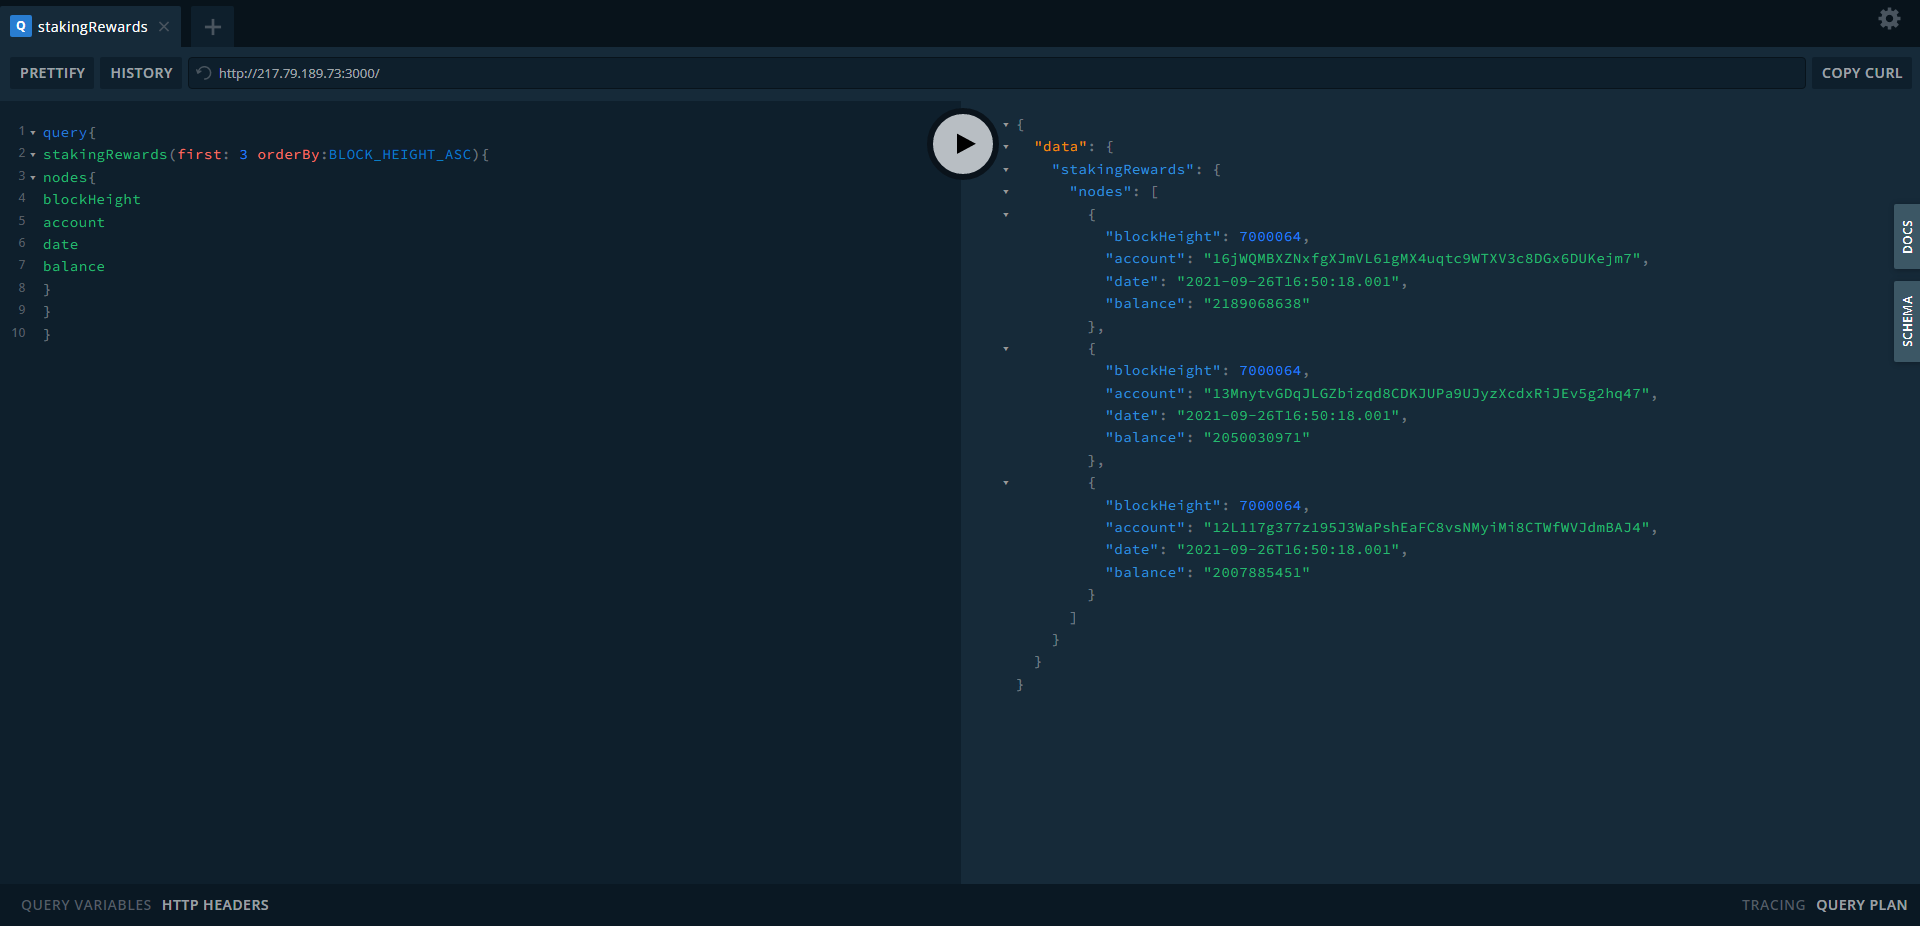 Q stakingRewards
PRETTIFY HISTORY http://217.79.189.73:3000/ COPY CURL
1 query{
2 stakingRewards(first: 3 orderBy:BLOCK_HEIGHT_ASC){
3 nodes{
4 blockHeight
5 account
6 date
7 balance
8 }
9 }
10 }
{
"data": {
"stakingRewards": {
"nodes": [
{
"blockHeight": 7000064,
"account": "16jWQMBXZNxfgXJmVL61gMX4uqtc9WTXV3c8DGx6DUKejm7",
"date": "2021-09-26T16:50:18.001",
"balance": "2189068638"
},
{
"blockHeight": 7000064,
"account": "13MnytvGDqJLGZbizqd8CDKJUPa9UJyzXcdxRiJEv5g2hq47",
"date": "2021-09-26T16:50:18.001",
"balance": "2050030971"
},
{
"blockHeight": 7000064,
"account": "12L117g377z195J3WaPshEaFC8vsNMyiMi8CTWfWVJdmBAJ4",
"date": "2021-09-26T16:50:18.001",
"balance": "2007885451"
}
]
}
}
}
DOCS
SCHEMA
QUERY VARIABLES HTTP HEADERS
TRACING QUERY PLAN